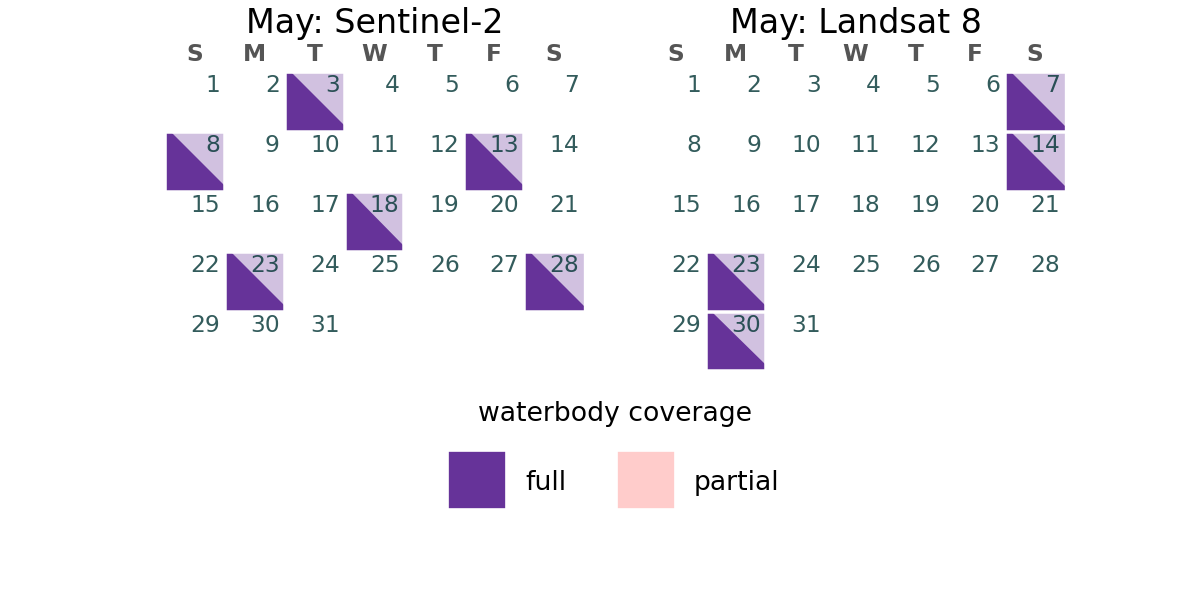 May: Sentinel-2
S M T W T F S
1 2 3 4 5 6 7
8 9 10 11 12 13 14
15 16 17 18 19 20 21
22 23 24 25 26 27 28
29 30 31
May: Landsat 8
S M T W T F S
1 2 3 4 5 6 7
8 9 10 11 12 13 14
15 16 17 18 19 20 21
22 23 24 25 26 27 28
29 30 31
waterbody coverage
full partial